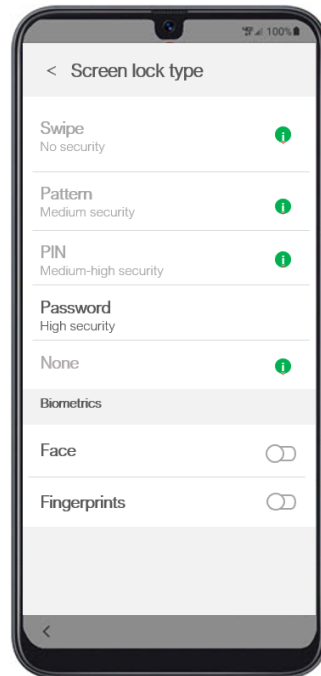 100%
< Screen lock type
Swipe
No security
Pattern
Medium security
PIN
Medium-high security
Password
High security
None
Biometrics
Face
Fingerprints